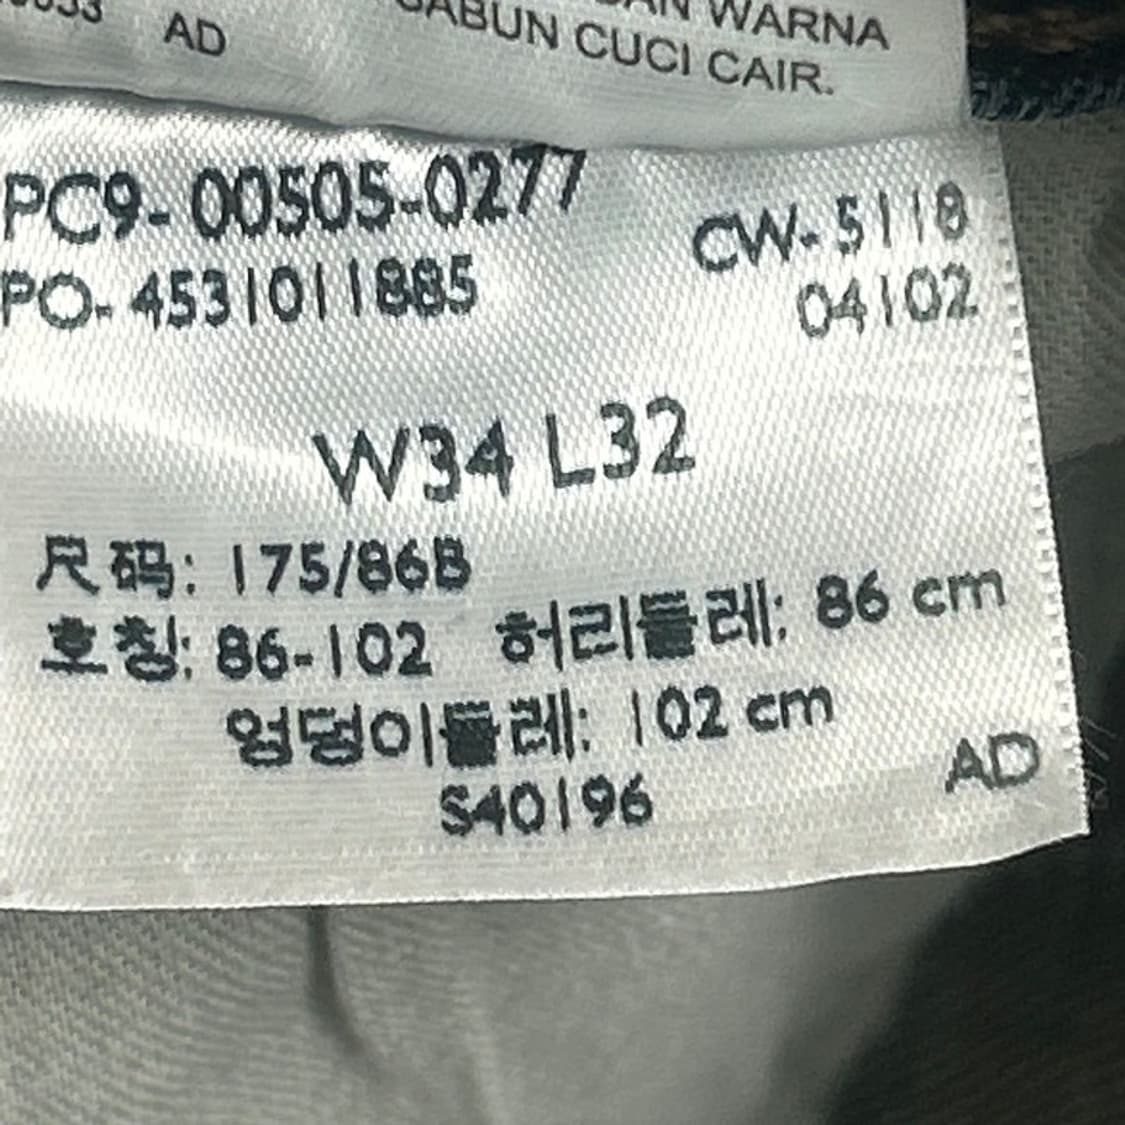 AD
WARNA
SABUN CUCI CAIR.
PC9-00505-0277
CW-5118
PO-4531011885
04102
W34 L32
尺码: 175/86B
호칭: 86-102 허리둘레: 86 cm
엉덩이둘레: 102 cm
AD
S40196